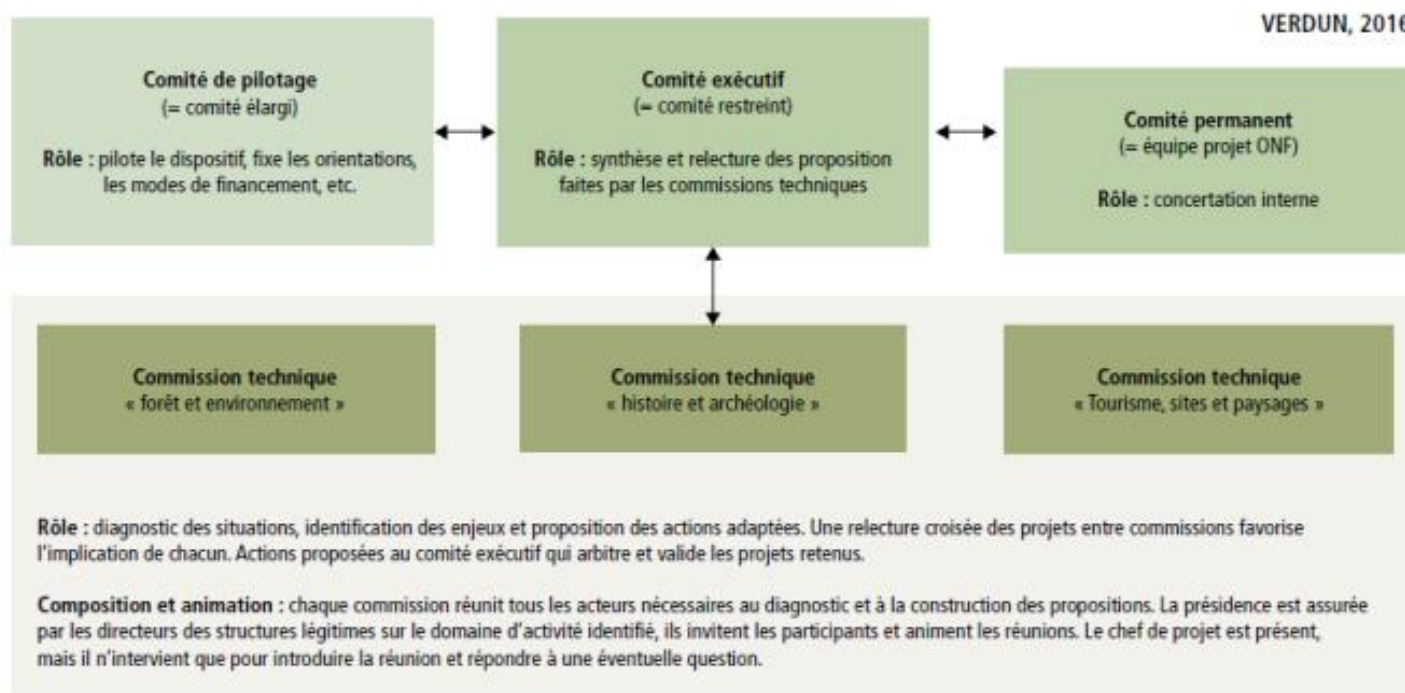 VERDUN, 2016
Comité de pilotage
(= comité élargi)
Rôle : pilote le dispositif, fixe les orientations,
les modes de financement, etc.
Comité exécutif
(= comité restreint)
Rôle : synthèse et relecture des proposition
faites par les commissions techniques
Comité permanent
(= équipe projet ONF)
Rôle : concertation interne
Commission technique
« forêt et environnement »
Commission technique
« histoire et archéologie »
Commission technique
« Tourisme, sites et paysages »
Rôle : diagnostic des situations, identification des enjeux et proposition des actions adaptées. Une relecture croisée des projets entre commissions favorise
l'implication de chacun. Actions proposées au comité exécutif qui arbitre et valide les projets retenus.
Composition et animation : chaque commission réunit tous les acteurs nécessaires au diagnostic et à la construction des propositions. La présidence est assurée
par les directeurs des structures légitimes sur le domaine d'activité identifié, ils invitent les participants et animent les réunions. Le chef de projet est présent,
mais il n'intervient que pour introduire la réunion et répondre à une éventuelle question.